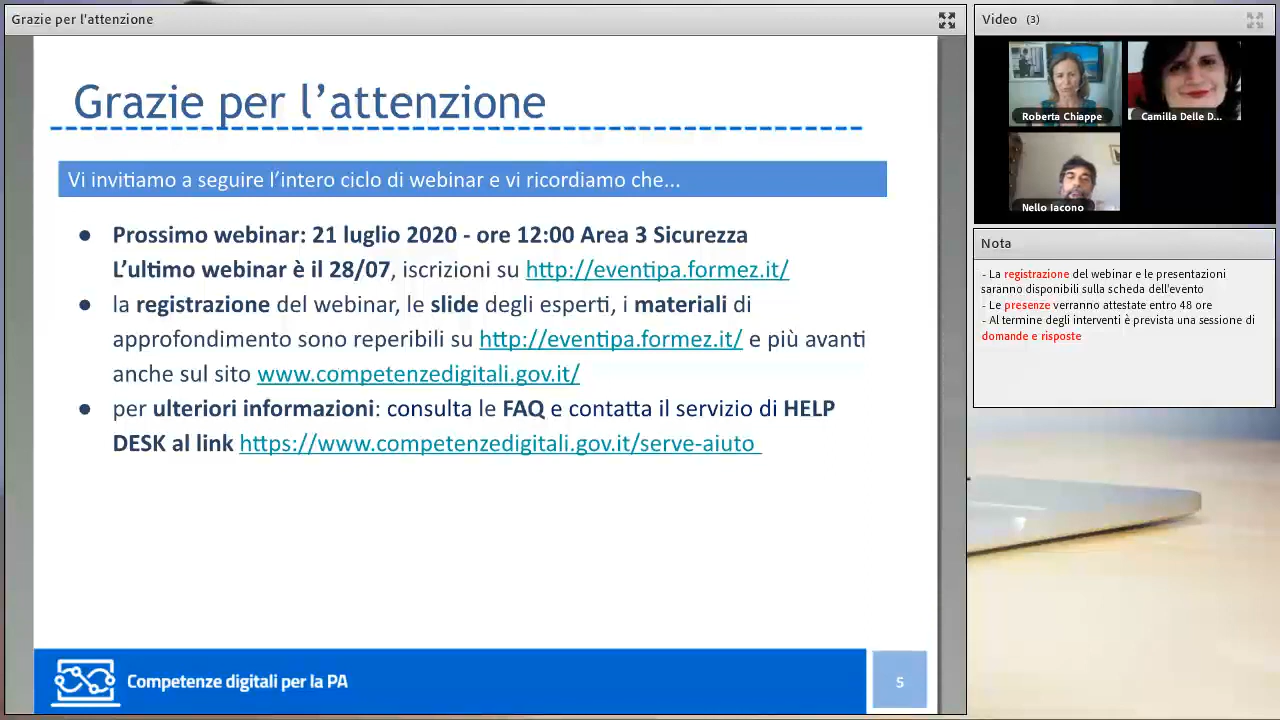 Grazie per l'attenzione
Grazie per l’attenzione
Vi invitiamo a seguire l’intero ciclo di webinar e vi ricordiamo che...
● Prossimo webinar: 21 luglio 2020 - ore 12:00 Area 3 Sicurezza
L’ultimo webinar è il 28/07, iscrizioni su http://eventipa.formez.it/
● la registrazione del webinar, le slide degli esperti, i materiali di
approfondimento sono reperibili su http://eventipa.formez.it/ e più avanti
anche sul sito www.competenzedigitali.gov.it/
● per ulteriori informazioni: consulta le FAQ e contatta il servizio di HELP
DESK al link https://www.competenzedigitali.gov.it/serve-aiuto
Competenze digitali per la PA
5
Video (3)
Roberta Chiappe
Camilla Delle D...
Nello Iacono
Nota
- La registrazione del webinar e le presentazioni
saranno disponibili sulla scheda dell'evento
- Le presenze verranno attestate entro 48 ore
- Al termine degli interventi è prevista una sessione di
domande e risposte